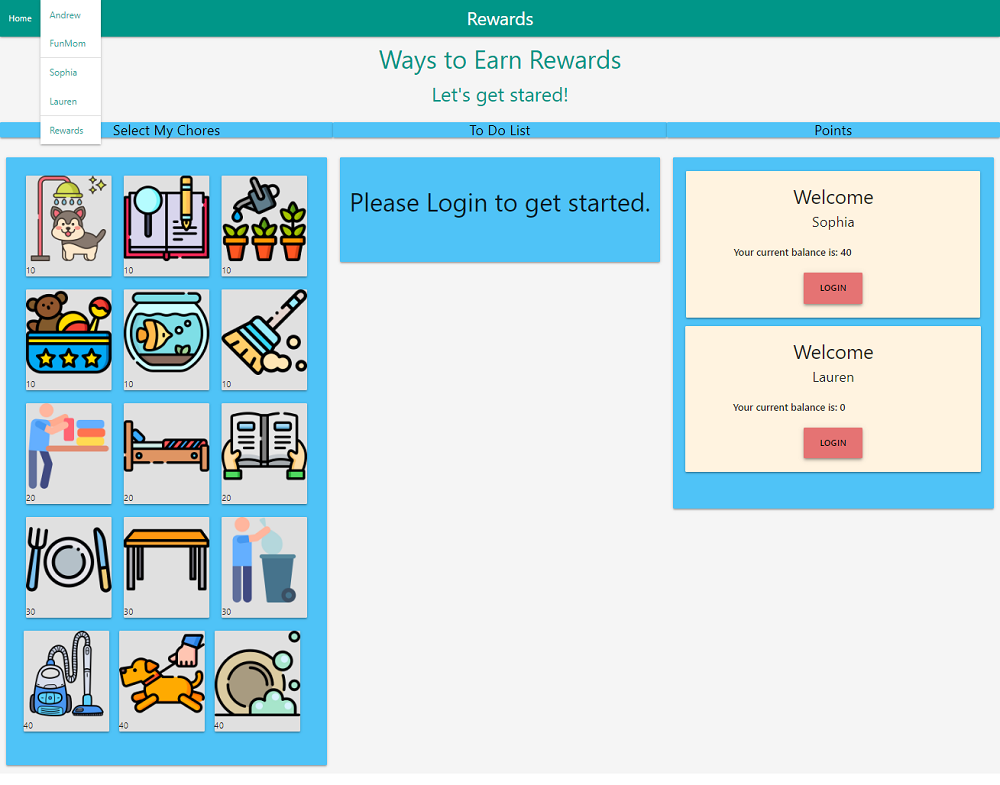 Home
Rewards
Andrew
FunMom
Sophia
Lauren
Rewards
Ways to Earn Rewards
Let's get stared!
Select My Chores
To Do List
Points
10
10
10
10
10
10
20
20
20
30
30
30
40
40
40
Please Login to get started.
Welcome
Sophia
Your current balance is: 40
LOGIN
Welcome
Lauren
Your current balance is: 0
LOGIN